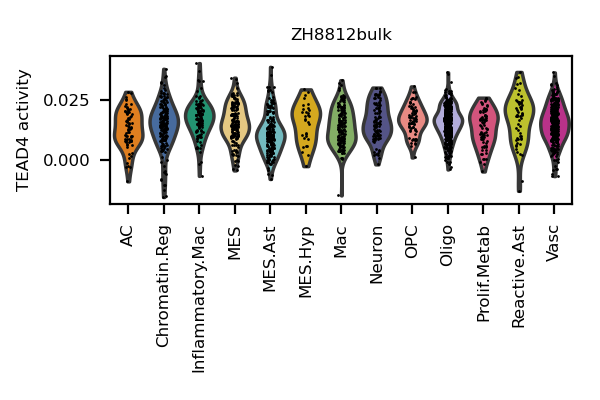 ZH8812bulk
TEAD4 activity
0.025
0.000
AC
Chromatin.Reg
Inflammatory.Mac
MES
MES.Ast
MES.Hyp
Mac
Neuron
OPC
Oligo
Prolif.Metab
Reactive.Ast
Vasc